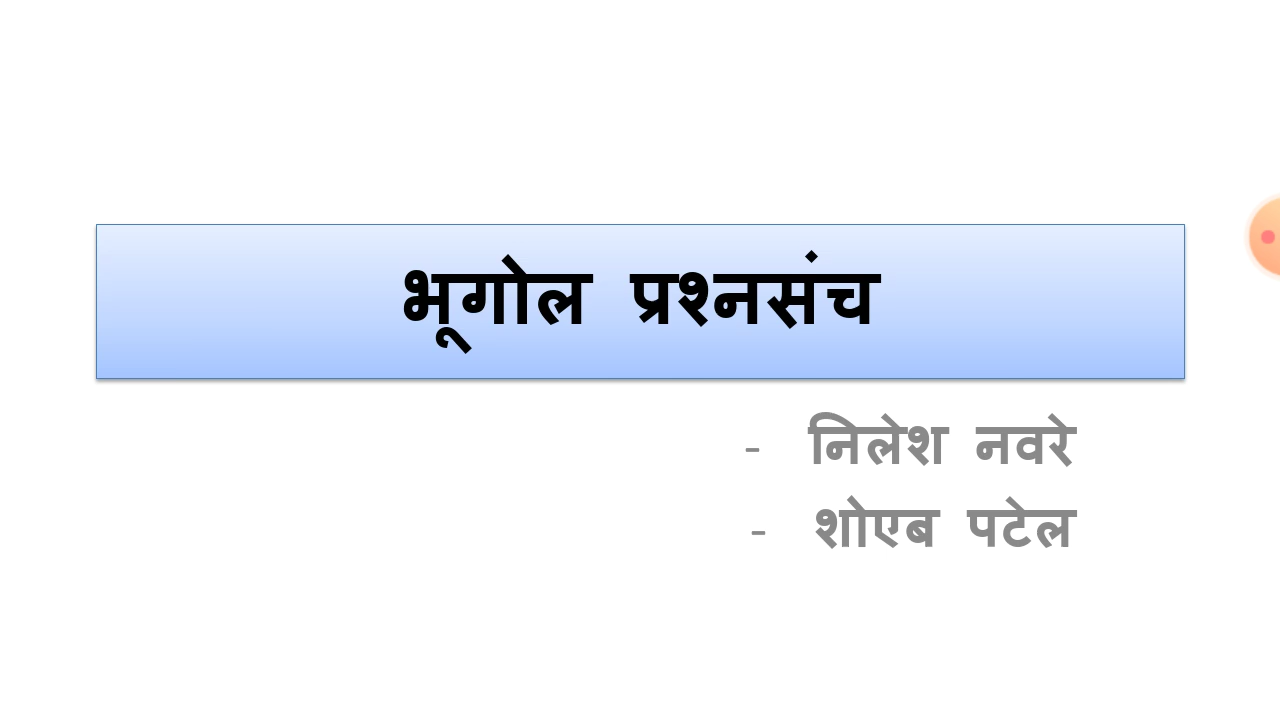 भूगोल प्रश्नसंच
- निलेश नवरे
- शोएब पटेल